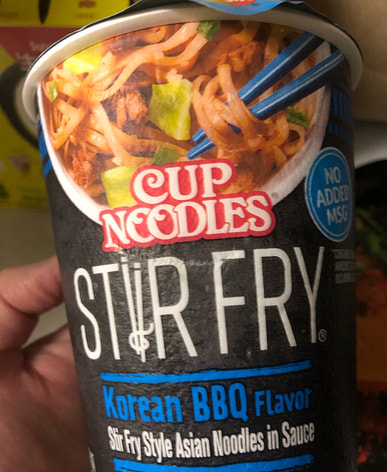 CUP
NOODLES
NO
ADDED
MSG
STIR FRY®
Korean BBQ Flavor
Stir Fry Style Asian Noodles in Sauce